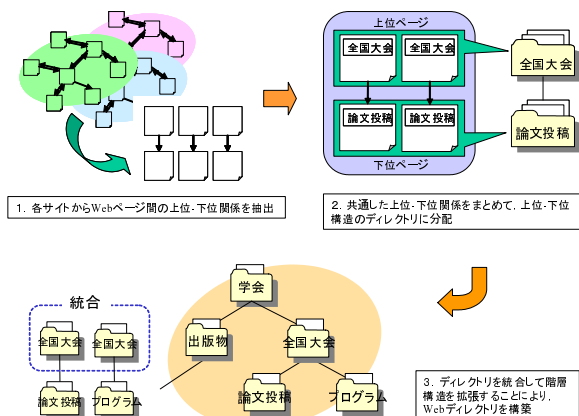 上位ページ
全国大会
全国大会
全国大会
論文投稿
論文投稿
論文投稿
下位ページ
1. 各サイトからWebページ間の上位-下位関係を抽出
2. 共通した上位-下位関係をまとめて, 上位-下位
構造のディレクトリに分配
統合
全国大会
全国大会
論文投稿
プログラム
学会
出版物
全国大会
論文投稿
プログラム
3. ディレクトリを統合して階層
構造を拡張することにより,
Webディレクトリを構築